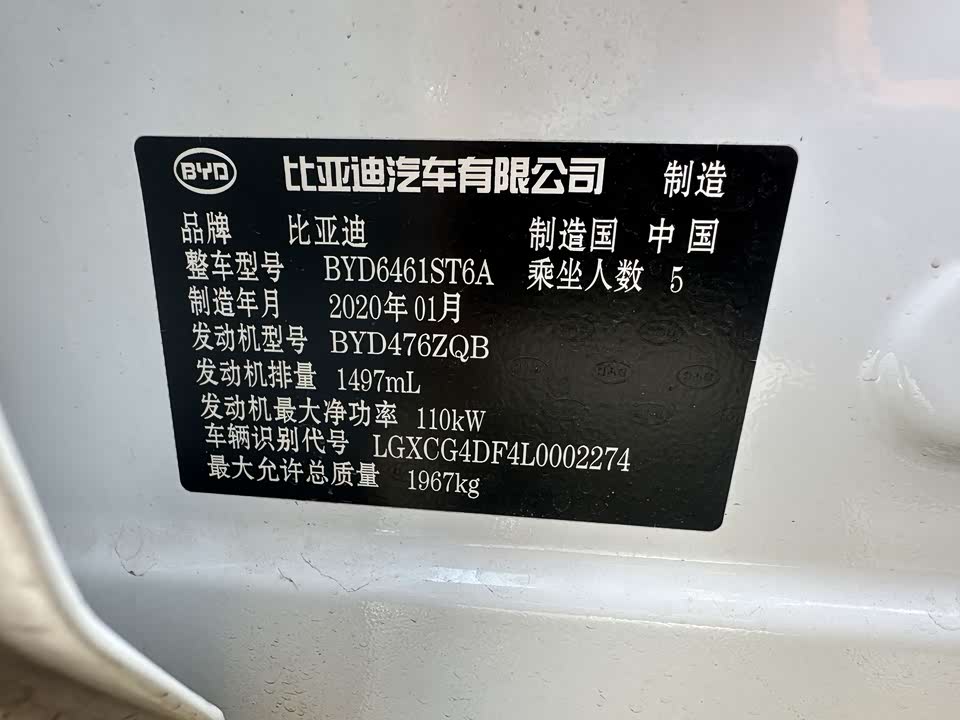 BYD 比亚迪汽车有限公司 制造
品牌 比亚迪 制造国 中国
整车型号 BYD6461ST6A 乘坐人数 5
制造年月 2020年01月
发动机型号 BYD476ZQB
发动机排量 1497mL
发动机最大净功率 110kW
车辆识别代号 LGXCG4DF4L0002274
最大允许总质量 1967kg